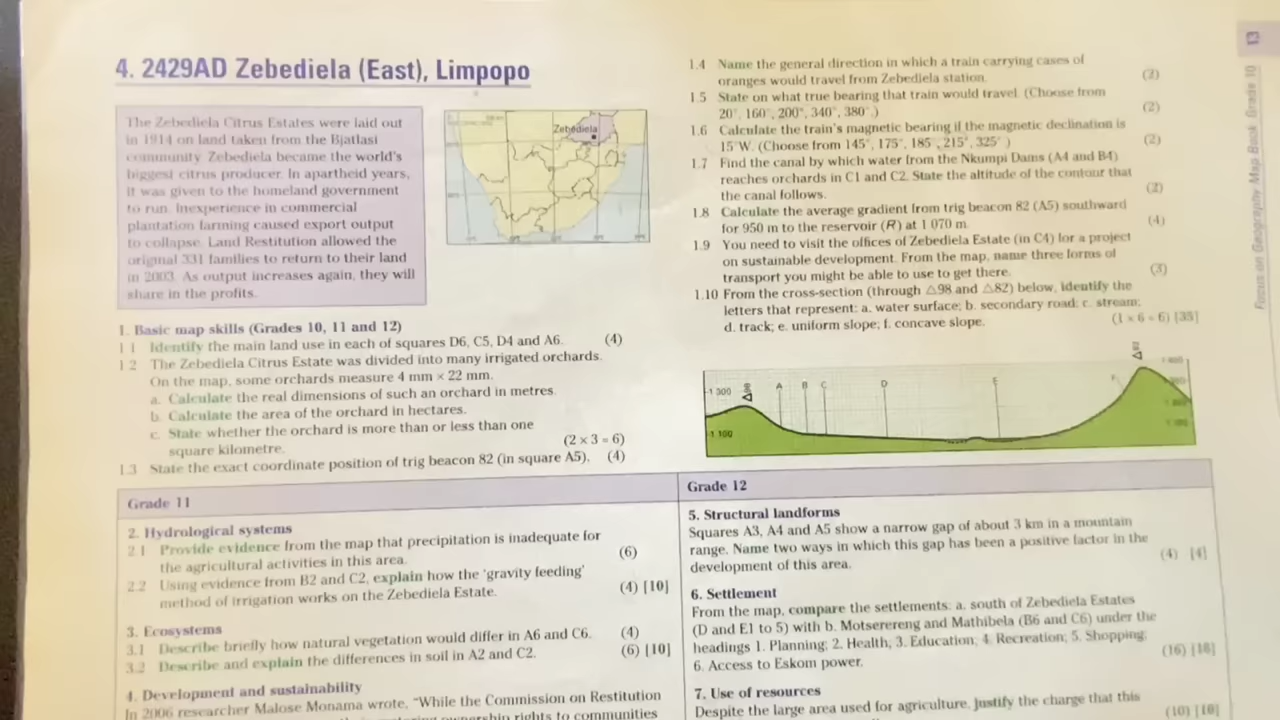 4. 2429AD Zebediela (East), Limpopo
The Zebediela Citrus Estates were laid out
in 1914 on land taken from the Bjatlasi
community. Zebediela became the world's
biggest citrus producer. In apartheid years,
it was given to the homeland government
to run. Inexperience in commercial
plantation farming caused export output
to collapse. Land Restitution allowed the
original 331 families to return to their land
in 2003. As output increases again, they will
share in the profits.
Zebediela
1. Basic map skills (Grades 10, 11 and 12)
1.1 Identify the main land use in each of squares D6, C5, D4 and A6. (4)
1.2 The Zebediela Citrus Estate was divided into many irrigated orchards.
On the map, some orchards measure 4 mm × 22 mm.
a. Calculate the real dimensions of such an orchard in metres.
b. Calculate the area of the orchard in hectares.
c. State whether the orchard is more than or less than one
square kilometre. (2 × 3 = 6)
1.3 State the exact coordinate position of trig beacon 82 (in square A5). (4)
1.4 Name the general direction in which a train carrying cases of
oranges would travel from Zebediela station. (2)
1.5 State on what true bearing that train would travel. (Choose from
20°, 160°, 200°, 340°, 380°.) (2)
1.6 Calculate the train's magnetic bearing if the magnetic declination is
15°W. (Choose from 145°, 175°, 185°, 215°, 325°.) (2)
1.7 Find the canal by which water from the Nkumpi Dams (A4 and B4)
reaches orchards in C1 and C2. State the altitude of the contour that
the canal follows. (2)
1.8 Calculate the average gradient from trig beacon 82 (A5) southward
for 950 m to the reservoir (R) at 1 070 m. (4)
1.9 You need to visit the offices of Zebediela Estate (in C4) for a project
on sustainable development. From the map, name three forms of
transport you might be able to use to get there. (3)
1.10 From the cross-section (through △98 and △82) below, identify the
letters that represent: a. water surface; b. secondary road; c. stream;
d. track; e. uniform slope; f. concave slope. (1 × 6 = 6) [35]
1 300
1 100
△98
A B C D E F
△82
Grade 11
2. Hydrological systems
2.1 Provide evidence from the map that precipitation is inadequate for
the agricultural activities in this area. (6)
2.2 Using evidence from B2 and C2, explain how the 'gravity feeding'
method of irrigation works on the Zebediela Estate. (4) [10]
3. Ecosystems
3.1 Describe briefly how natural vegetation would differ in A6 and C6. (4)
3.2 Describe and explain the differences in soil in A2 and C2. (6) [10]
4. Development and sustainability
In 2006 researcher Malose Monama wrote, "While the Commission on Restitution
ownership rights to communities
Grade 12
5. Structural landforms
Squares A3, A4 and A5 show a narrow gap of about 3 km in a mountain
range. Name two ways in which this gap has been a positive factor in the
development of this area. (4) [4]
6. Settlement
From the map, compare the settlements: a. south of Zebediela Estates
(D and E1 to 5) with b. Motserereng and Mathibela (B6 and C6) under the
headings 1. Planning; 2. Health; 3. Education; 4. Recreation; 5. Shopping;
6. Access to Eskom power. (16) [16]
7. Use of resources
Despite the large area used for agriculture, justify the charge that this
(10) [10]
Focus on Geography Map Book Grade 10 13